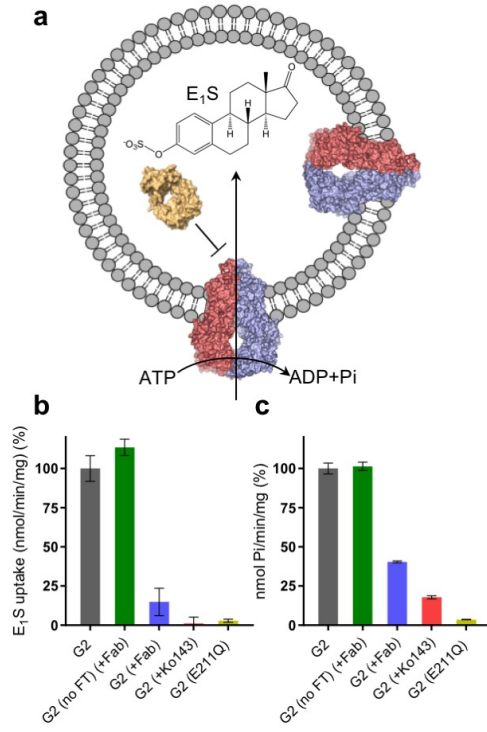 a
E₁S
O
H
H
H
⁻O₃S
O
ATP
ADP+Pi
b
E₁S uptake (nmol/min/mg) (%)
100
75
50
25
0
G2
G2 (no FT) (+Fab)
G2 (+Fab)
G2 (+Ko143)
G2 (E211Q)
c
nmol Pi/min/mg (%)
100
75
50
25
0
G2
G2 (no FT) (+Fab)
G2 (+Fab)
G2 (+Ko143)
G2 (E211Q)